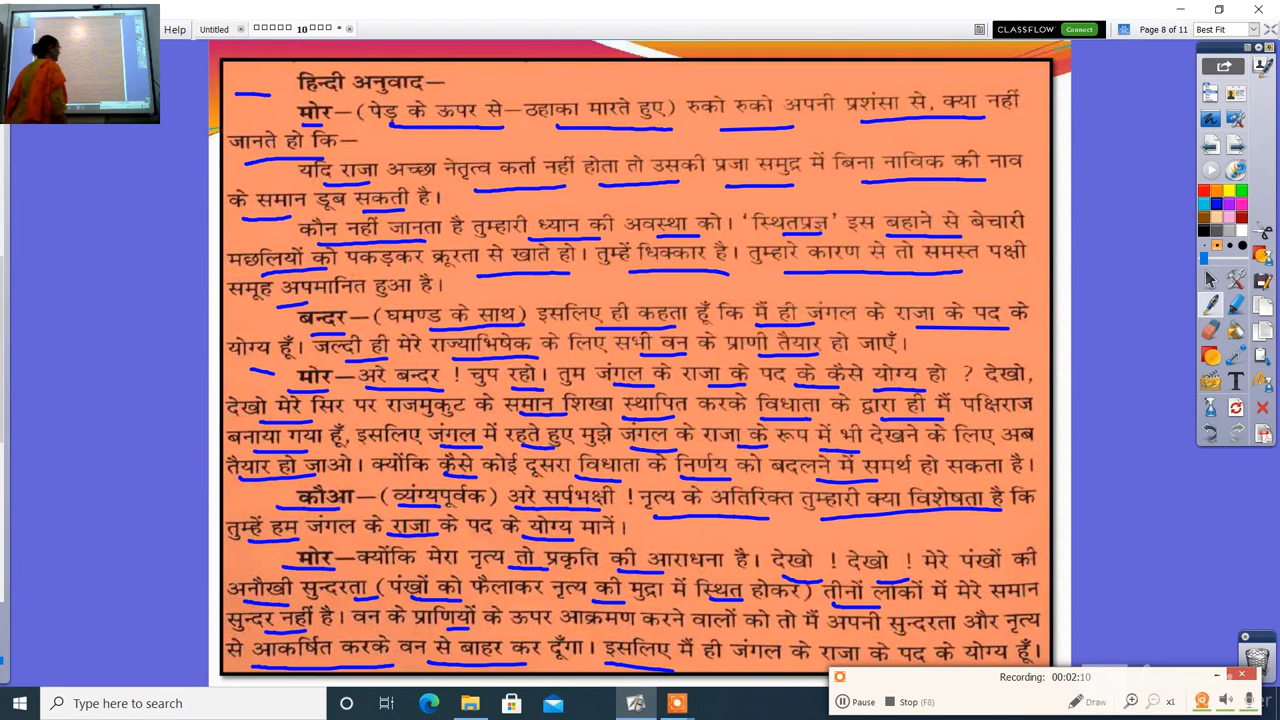 Help
Untitled
10
*
CLASSFLOW
Connect
Page 8 of 11
Best Fit
हिन्दी अनुवाद—
मोर—(पेड़ के ऊपर से—ठहाका मारते हुए) रुको रुको अपनी प्रशंसा से, क्या नहीं
जानते हो कि—
यदि राजा अच्छा नेतृत्व कर्ता नहीं होता तो उसकी प्रजा समुद्र में बिना नाविक की नाव
के समान डूब सकती है।
कौन नहीं जानता है तुम्हारी ध्यान की अवस्था को। ‘स्थितप्रज्ञ’ इस बहाने से बेचारी
मछलियों को पकड़कर क्रूरता से खाते हो। तुम्हें धिक्कार है। तुम्हारे कारण से तो समस्त पक्षी
समूह अपमानित हुआ है।
बन्दर—(घमण्ड के साथ) इसलिए ही कहता हूँ कि मैं ही जंगल के राजा के पद के
योग्य हूँ। जल्दी ही मेरे राज्याभिषेक के लिए सभी वन के प्राणी तैयार हो जाएँ।
मोर—अरे बन्दर ! चुप रहो। तुम जंगल के राजा के पद के कैसे योग्य हो ? देखो,
देखो मेरे सिर पर राजमुकुट के समान शिखा स्थापित करके विधाता के द्वारा ही मैं पक्षिराज
बनाया गया हूँ, इसलिए जंगल में रहते हुए मुझे जंगल के राजा के रूप में भी देखने के लिए अब
तैयार हो जाओ। क्योंकि कैसे कोई दूसरा विधाता के निर्णय को बदलने में समर्थ हो सकता है।
कौआ—(व्यंग्यपूर्वक) अरे सर्पभक्षी ! नृत्य के अतिरिक्त तुम्हारी क्या विशेषता है कि
तुम्हें हम जंगल के राजा के पद के योग्य मानें।
मोर—क्योंकि मेरा नृत्य तो प्रकृति की आराधना है। देखो ! देखो ! मेरे पंखों की
अनौखी सुन्दरता (पंखों को फैलाकर नृत्य की मुद्रा में स्थित होकर) तीनों लोकों में मेरे समान
सुन्दर नहीं है। वन के प्राणियों के ऊपर आक्रमण करने वालों को तो मैं अपनी सुन्दरता और नृत्य
से आकर्षित करके वन से बाहर कर दूँगा। इसलिए मैं ही जंगल के राजा के पद के योग्य हूँ।
Recording: 00:02:10
Pause
Stop (F8)
Draw
x1
Type here to search